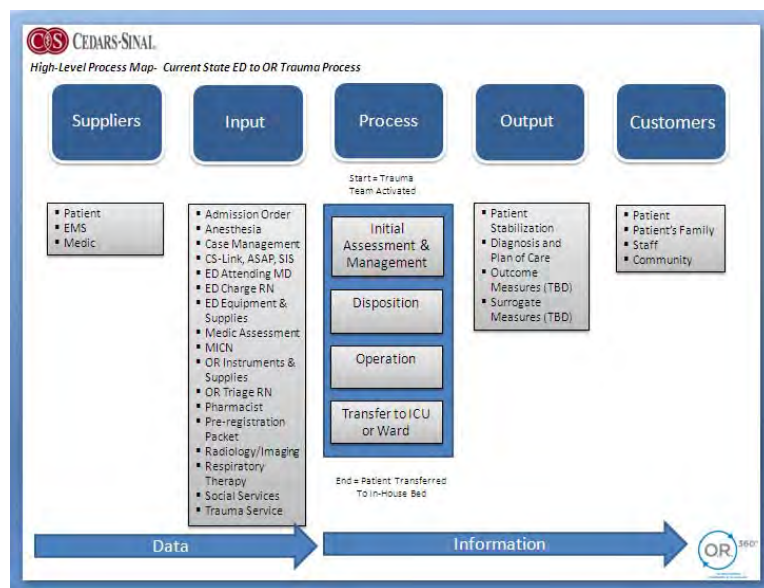 CEDARS-SINAI.
High-Level Process Map- Current State ED to OR Trauma Process
Suppliers
Input
Process
Output
Customers
Start = Trauma
Team Activated
▪ Patient
▪ EMS
▪ Medic
▪ Admission Order
▪ Anesthesia
▪ Case Management
▪ CS-Link, ASAP, SIS
▪ ED Attending MD
▪ ED Charge RN
▪ ED Equipment &
Supplies
▪ Medic Assessment
▪ MICN
▪ OR Instruments &
Supplies
▪ OR Triage RN
▪ Pharmacist
▪ Pre-registration
Packet
▪ Radiology/Imaging
▪ Respiratory
Therapy
▪ Social Services
▪ Trauma Service
Initial
Assessment &
Management
Disposition
Operation
Transfer to ICU
or Ward
▪ Patient
Stabilization
▪ Diagnosis and
Plan of Care
▪ Outcome
Measures (TBD)
▪ Surrogate
Measures (TBD)
▪ Patient
▪ Patient's Family
▪ Staff
▪ Community
End = Patient Transferred
To In-House Bed
Data
Information
OR 360°